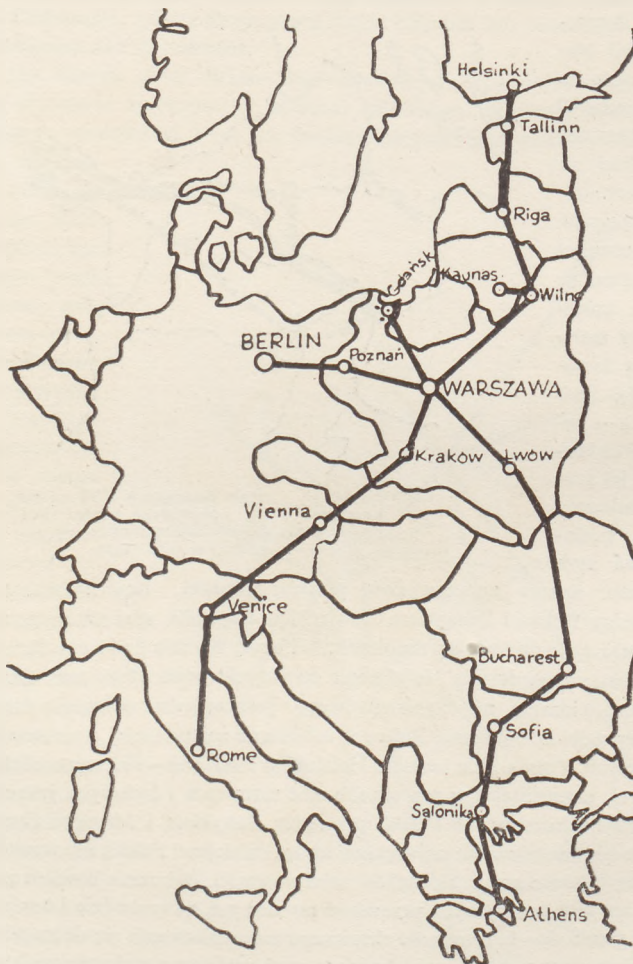 Helsinki
Tallinn
Riga
Gdańsk
Kaunas
Wilno
BERLIN
Poznań
WARSZAWA
Kraków
Lwów
Vienna
Venice
Bucharest
Sofia
Rome
Salonika
Athens